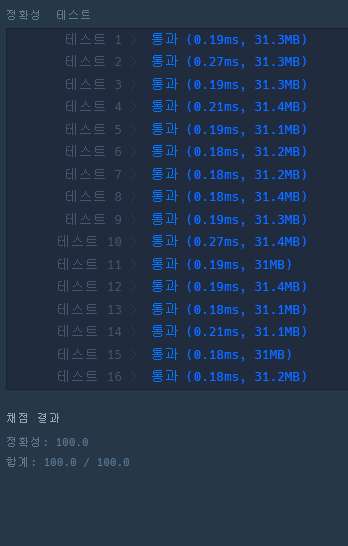 정확성 테스트
테스트 1 〉 통과 (0.19ms, 31.3MB)
테스트 2 〉 통과 (0.27ms, 31.3MB)
테스트 3 〉 통과 (0.19ms, 31.3MB)
테스트 4 〉 통과 (0.21ms, 31.4MB)
테스트 5 〉 통과 (0.19ms, 31.1MB)
테스트 6 〉 통과 (0.18ms, 31.2MB)
테스트 7 〉 통과 (0.18ms, 31.2MB)
테스트 8 〉 통과 (0.18ms, 31.4MB)
테스트 9 〉 통과 (0.19ms, 31.3MB)
테스트 10 〉 통과 (0.27ms, 31.4MB)
테스트 11 〉 통과 (0.19ms, 31MB)
테스트 12 〉 통과 (0.19ms, 31.4MB)
테스트 13 〉 통과 (0.18ms, 31.1MB)
테스트 14 〉 통과 (0.21ms, 31.1MB)
테스트 15 〉 통과 (0.18ms, 31MB)
테스트 16 〉 통과 (0.18ms, 31.2MB)
채점 결과
정확성: 100.0
합계: 100.0 / 100.0